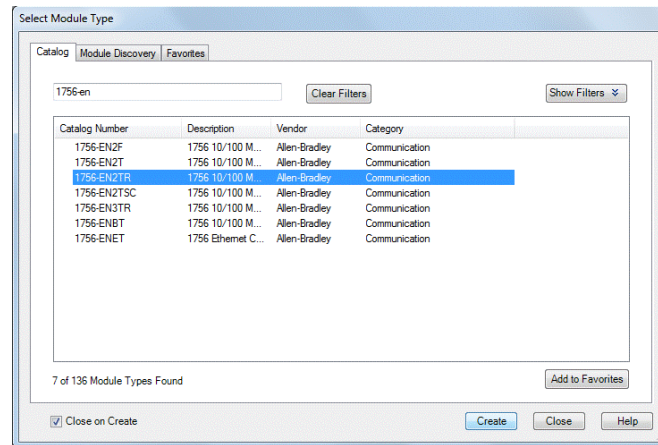 Select Module Type
Catalog Module Discovery Favorites
1756-en Clear Filters Show Filters
Catalog Number Description Vendor Category
1756-EN2F 1756 10/100 M... Allen-Bradley Communication
1756-EN2T 1756 10/100 M... Allen-Bradley Communication
1756-EN2TR 1756 10/100 M... Allen-Bradley Communication
1756-EN2TSC 1756 10/100 M... Allen-Bradley Communication
1756-EN3TR 1756 10/100 M... Allen-Bradley Communication
1756-ENBT 1756 10/100 M... Allen-Bradley Communication
1756-ENET 1756 Ethernet C... Allen-Bradley Communication
7 of 136 Module Types Found Add to Favorites
Close on Create Create Close Help